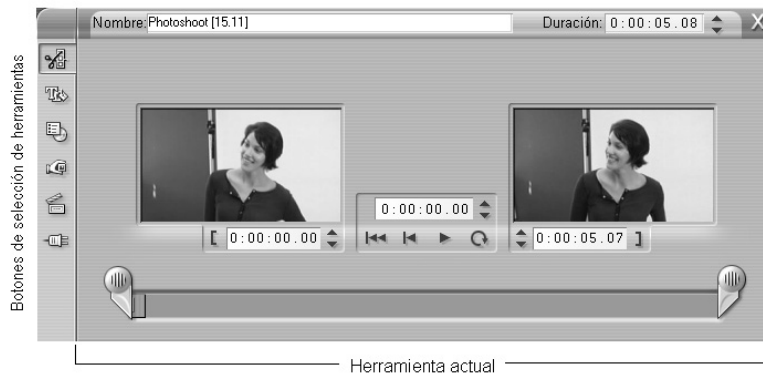 Nombre: Photoshoot [15.11] Duración: 0:00:05.08 X
Botones de selección de herramientas
0:00:00.00
[ 0:00:00.00
0:00:05.07 ]
Herramienta actual